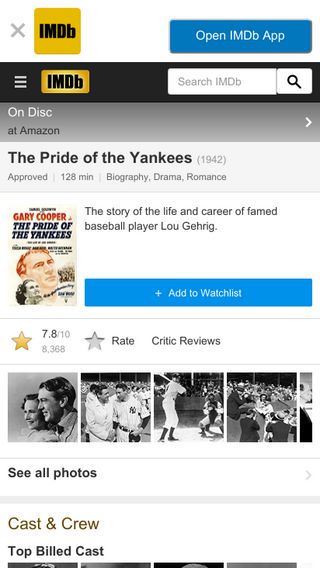 IMDb
Open IMDb App
IMDb
Search IMDb
On Disc
at Amazon
The Pride of the Yankees (1942)
Approved | 128 min | Biography, Drama, Romance
SAMUEL GOLDWYN
GARY COOPER
THE PRIDE OF
THE YANKEES
The story of the life and career of famed
baseball player Lou Gehrig.
+ Add to Watchlist
7.8/10
8,368
Rate
Critic Reviews
See all photos
Cast & Crew
Top Billed Cast